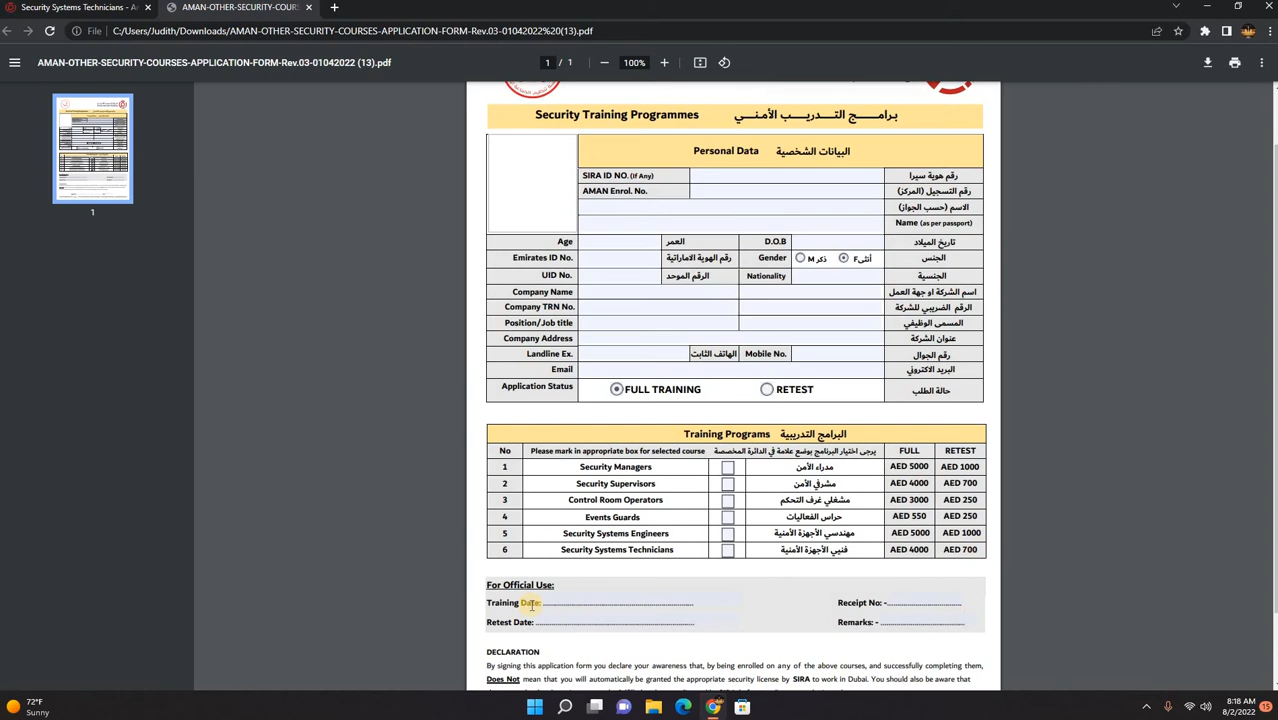 Security Systems Technicians - A
AMAN-OTHER-SECURITY-COURS
File C:/Users/Judith/Downloads/AMAN-OTHER-SECURITY-COURSES-APPLICATION-FORM-Rev.03-01042022%20(13).pdf
AMAN-OTHER-SECURITY-COURSES-APPLICATION-FORM-Rev.03-01042022 (13).pdf
1 / 1
100%
1
Security Training Programmes برامج التدريب الأمني
Personal Data البيانات الشخصية
SIRA ID NO. (If Any) رقم هوية سيرا
AMAN Enrol. No. رقم التسجيل (المركز)
الاسم (حسب الجواز)
Name (as per passport)
Age العمر D.O.B تاريخ الميلاد
Emirates ID No. رقم الهوية الاماراتية Gender M ذكر F أنثى الجنس
UID No. الرقم الموحد Nationality الجنسية
Company Name اسم الشركة او جهة العمل
Company TRN No. الرقم الضريبي للشركة
Position/Job title المسمى الوظيفي
Company Address عنوان الشركة
Landline Ex. الهاتف الثابت Mobile No. رقم الجوال
Email البريد الاكتروني
Application Status FULL TRAINING RETEST حالة الطلب
Training Programs البرامج التدريبية
No Please mark in appropriate box for selected course يرجى اختيار البرنامج بوضع علامة في الدائرة المخصصة FULL RETEST
1 Security Managers مدراء الأمن AED 5000 AED 1000
2 Security Supervisors مشرفي الأمن AED 4000 AED 700
3 Control Room Operators مشغلي غرف التحكم AED 3000 AED 250
4 Events Guards حراس الفعاليات AED 550 AED 250
5 Security Systems Engineers مهندسي الأجهزة الأمنية AED 5000 AED 1000
6 Security Systems Technicians فنيي الأجهزة الأمنية AED 4000 AED 700
For Official Use:
Training Date: .................................................. Receipt No: -..............................
Retest Date: .................................................. Remarks: - ..............................
DECLARATION
By signing this application form you declare your awareness that, by being enrolled on any of the above courses, and successfully completing them,
Does Not mean that you will automatically be granted the appropriate security license by SIRA to work in Dubai. You should also be aware that
72°F
Sunny
8:18 AM
8/2/2022
15